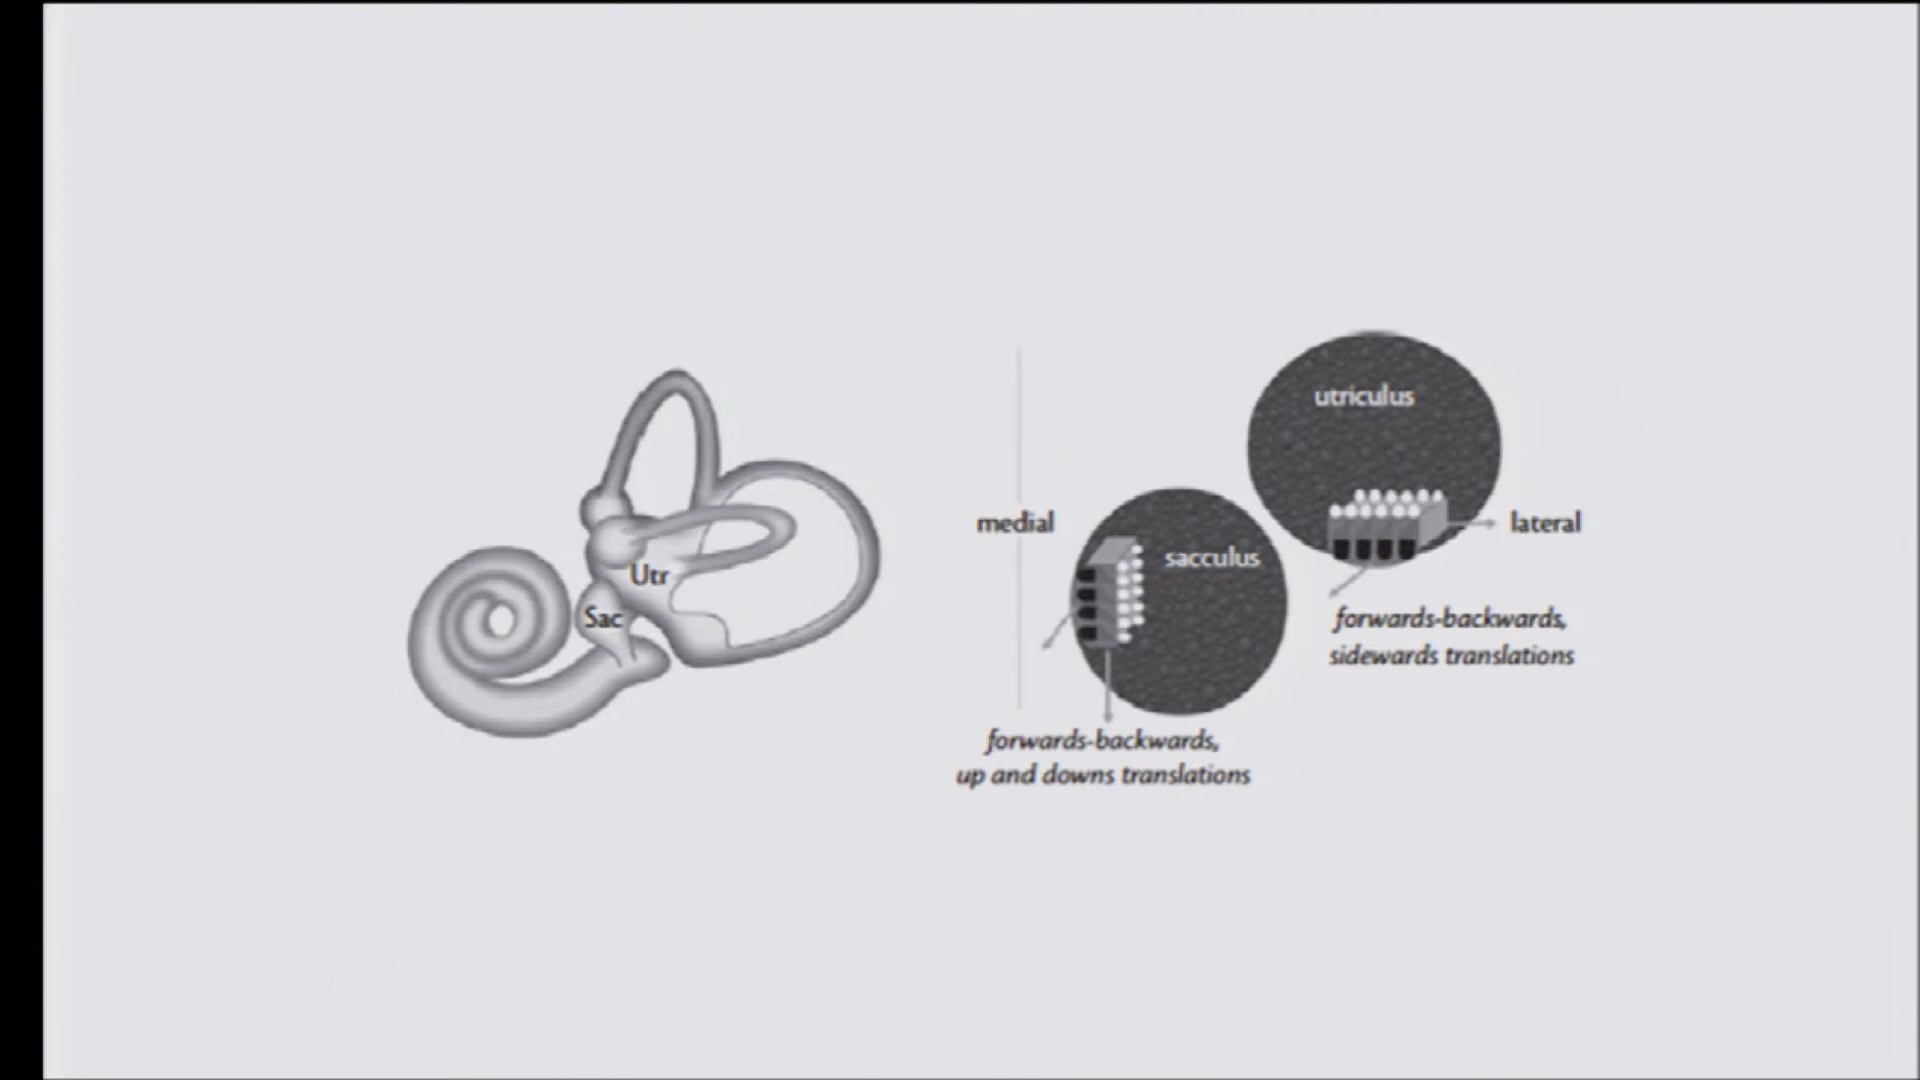 Utr
Sac
utriculus
medial
sacculus
lateral
forwards-backwards,
sidewards translations
forwards-backwards,
up and downs translations